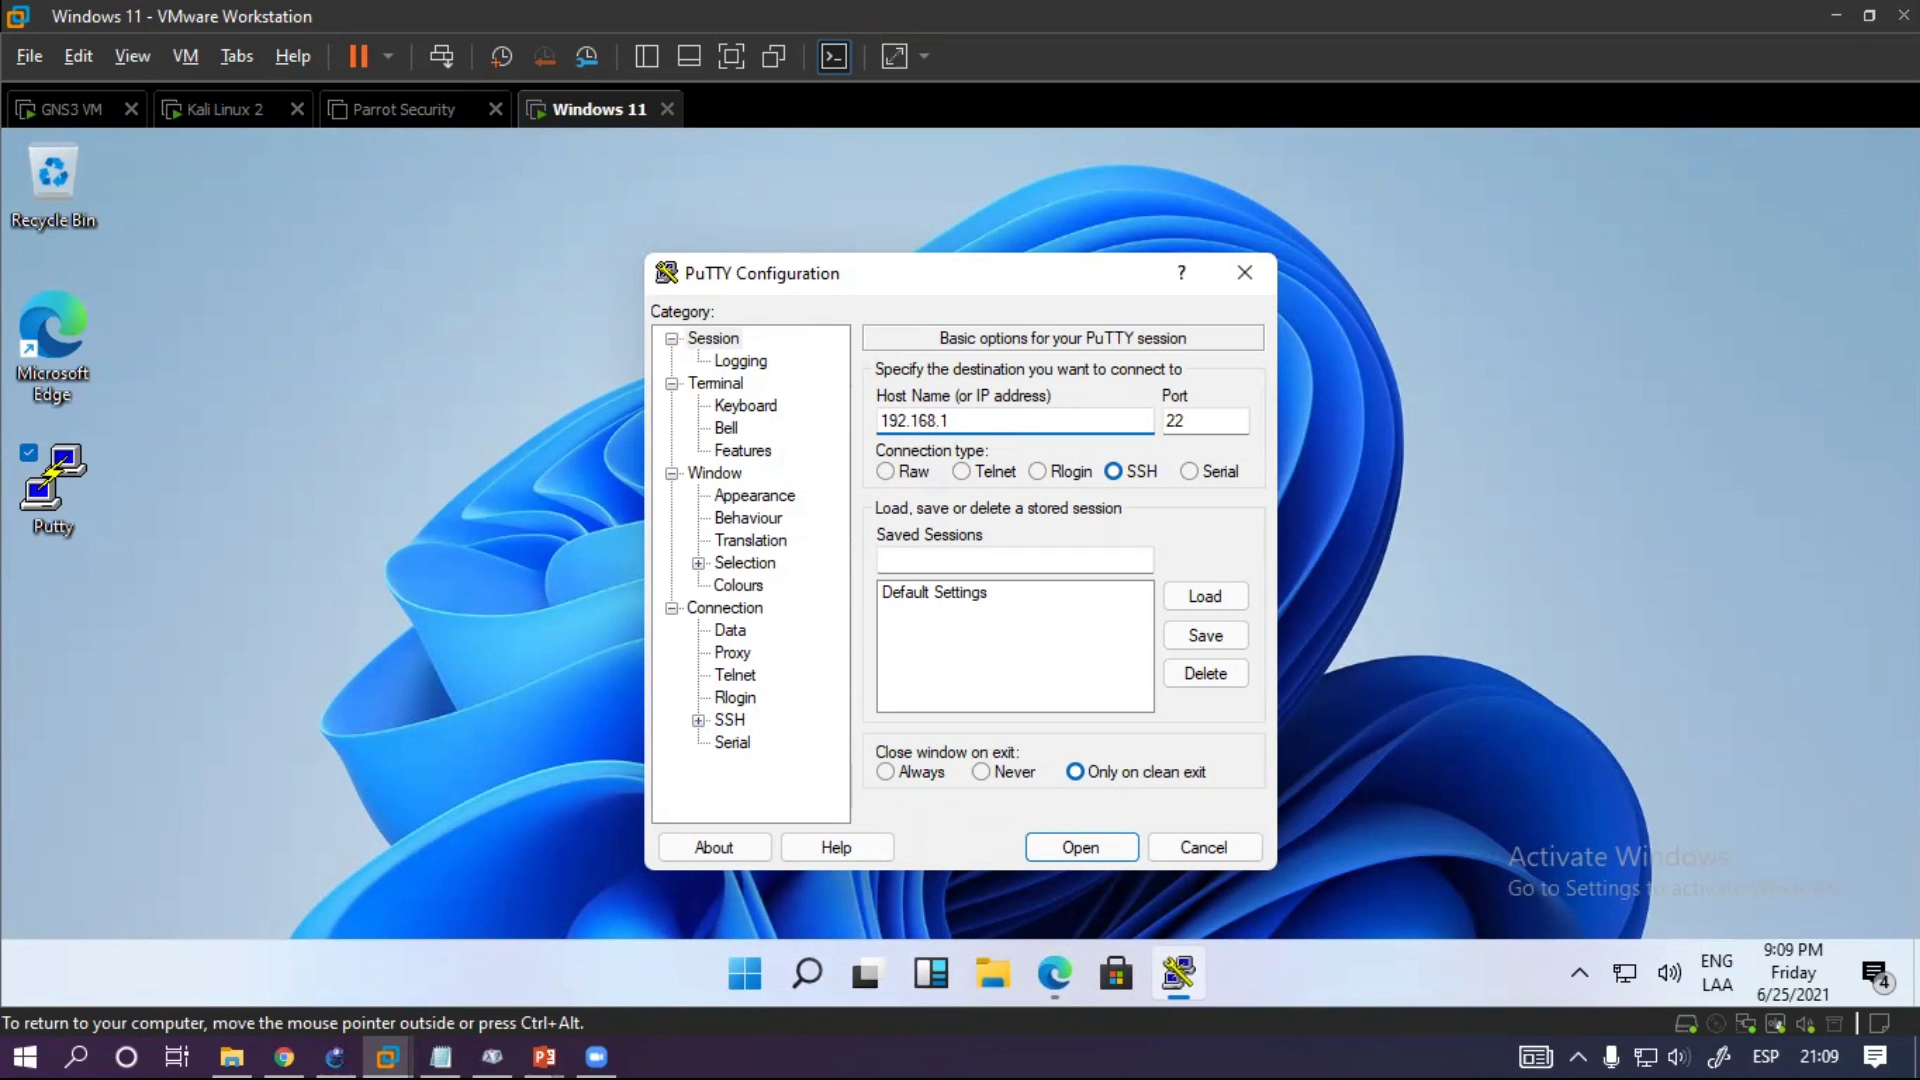 Windows 11 - VMware Workstation
File Edit View VM Tabs Help
GNS3 VM Kali Linux 2 Parrot Security Windows 11
Recycle Bin
Microsoft
Edge
Putty
PuTTY Configuration ?
Category:
Session
Logging
Terminal
Keyboard
Bell
Features
Window
Appearance
Behaviour
Translation
Selection
Colours
Connection
Data
Proxy
Telnet
Rlogin
SSH
Serial
Basic options for your PuTTY session
Specify the destination you want to connect to
Host Name (or IP address) Port
192.168.1 22
Connection type:
Raw Telnet Rlogin SSH Serial
Load, save or delete a stored session
Saved Sessions
Default Settings
Load
Save
Delete
Close window on exit:
Always Never Only on clean exit
About Help Open Cancel
Activate Windows
Go to Settings to activate Windows.
ENG
LAA
9:09 PM
Friday
6/25/2021
4
To return to your computer, move the mouse pointer outside or press Ctrl+Alt.
ESP 21:09